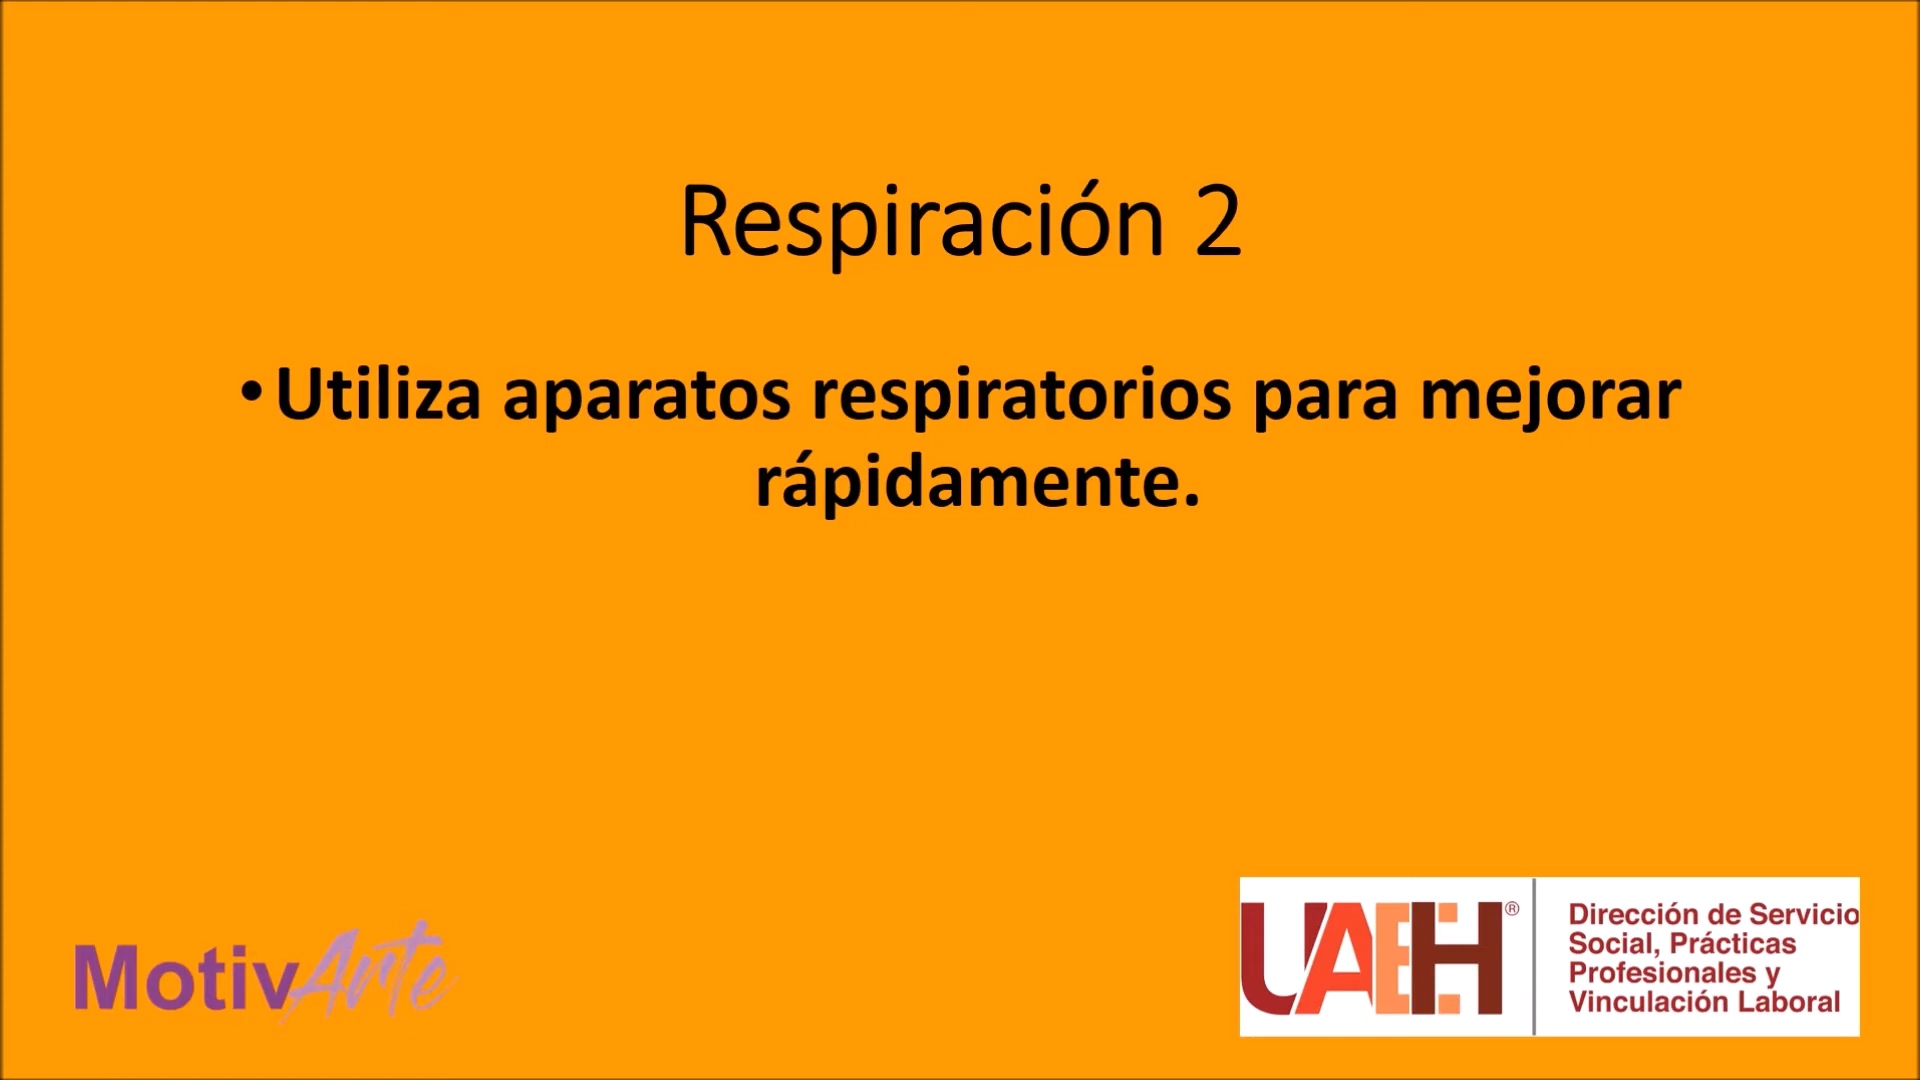 Respiración 2
•Utiliza aparatos respiratorios para mejorar
rápidamente.
MotivArte
UAEH®
Dirección de Servicio
Social, Prácticas
Profesionales y
Vinculación Laboral